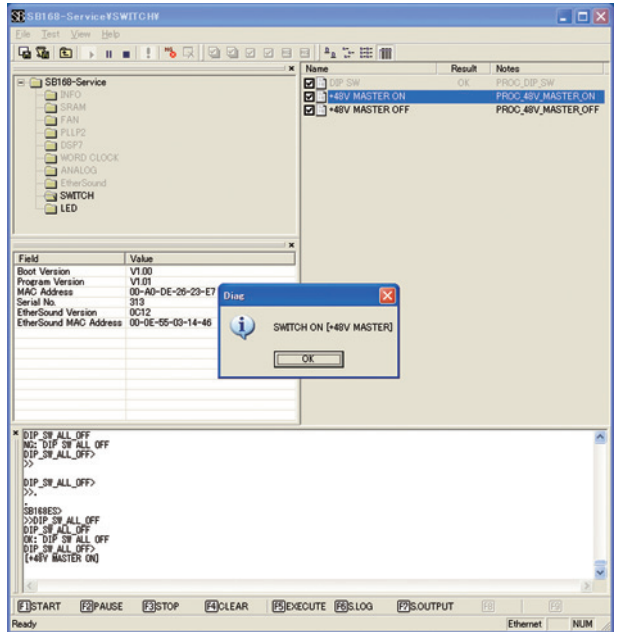 SB168-Service¥SWITCH¥
File Test View Help
SB168-Service
INFO
SRAM
FAN
PLLP2
DSP7
WORD CLOCK
ANALOG
EtherSound
SWITCH
LED
Name Result Notes
DIP SW OK PROC_DIP_SW
+48V MASTER ON PROC_48V_MASTER_ON
+48V MASTER OFF PROC_48V_MASTER_OFF
Field Value
Boot Version V1.00
Program Version V1.01
MAC Address 00-A0-DE-26-23-E7
Serial No. 313
EtherSound Version 0C12
EtherSound MAC Address 00-0E-55-03-14-46
Diag
SWITCH ON [+48V MASTER]
OK
DIP_SW_ALL_OFF
NG: DIP SW ALL OFF
DIP_SW_ALL_OFF>
>>
DIP_SW_ALL_OFF>
>>.
.
SB168ES>
>>DIP_SW_ALL_OFF
DIP_SW_ALL_OFF
OK: DIP SW ALL OFF
DIP_SW_ALL_OFF>
[+48V MASTER ON]
F1 START F2 PAUSE F3 STOP F4 CLEAR F5 EXECUTE F6 S.LOG F7 S.OUTPUT F8 F9
Ready Ethernet NUM